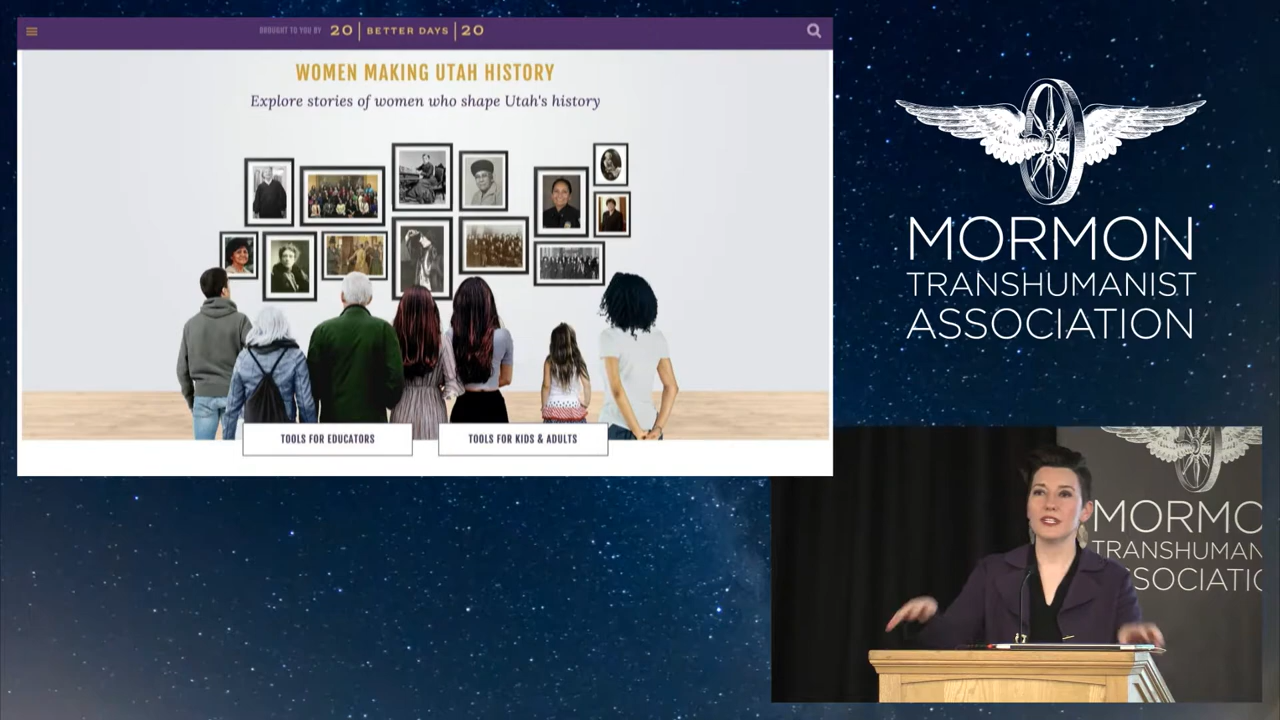 BROUGHT TO YOU BY 20 | BETTER DAYS | 20
WOMEN MAKING UTAH HISTORY
Explore stories of women who shape Utah's history
TOOLS FOR EDUCATORS
TOOLS FOR KIDS & ADULTS
MORMON
TRANSHUMANIST
ASSOCIATION
MORMO
TRANSHUMAN
SSOCIATIO